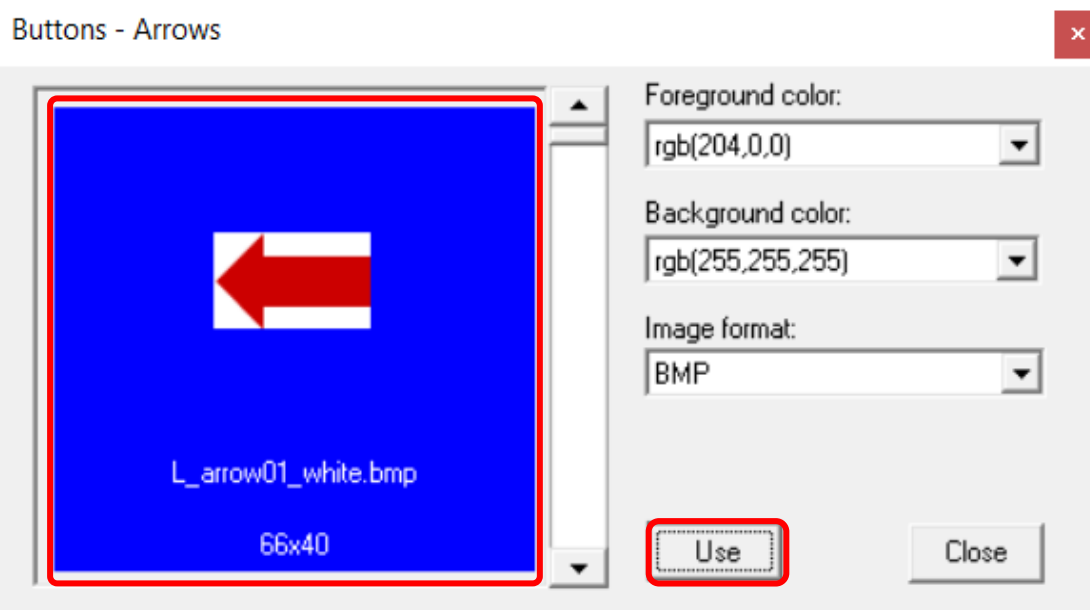 Buttons - Arrows
x
L_arrow01_white.bmp
66x40
Foreground color:
rgb(204,0,0)
Background color:
rgb(255,255,255)
Image format:
BMP
Use
Close